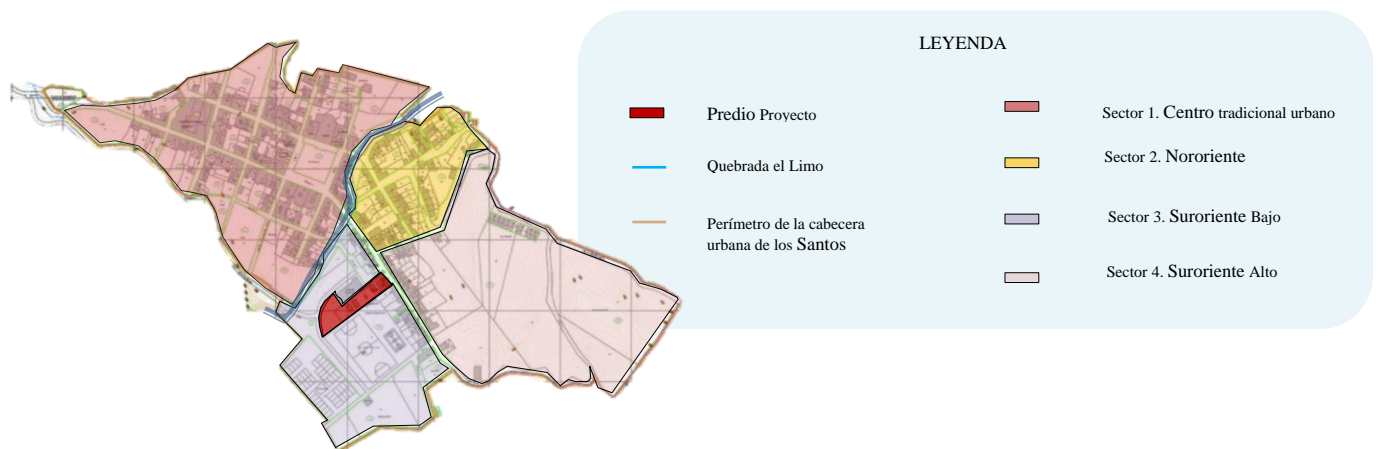 LEYENDA
Predio Proyecto
Quebrada el Limo
Perímetro de la cabecera
urbana de los Santos
Sector 1. Centro tradicional urbano
Sector 2. Nororiente
Sector 3. Suroriente Bajo
Sector 4. Suroriente Alto